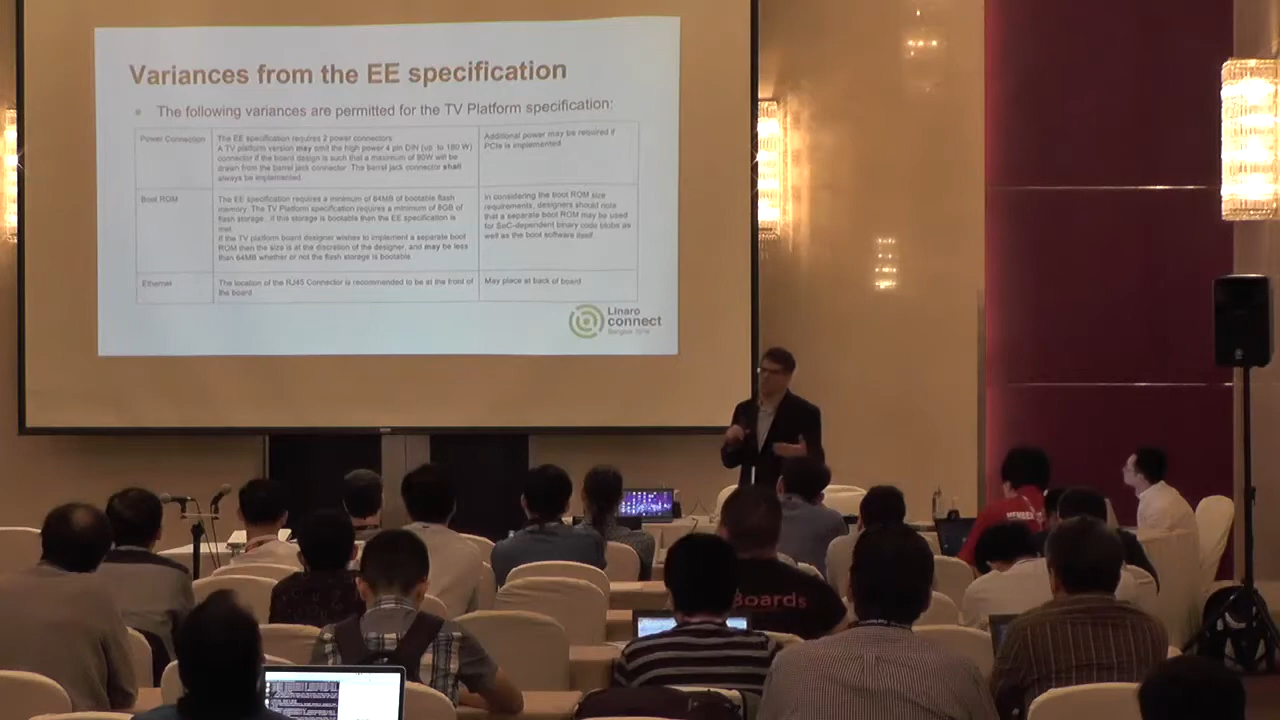 Variances from the EE specification
The following variances are permitted for the TV Platform specification:
Power Connection
The EE specification requires 2 power connectors.
A TV platform version may omit the high power 4 pin DIN (up to 180 W)
connector if the board design is such that a maximum of 90W will be
drawn from the barrel jack connector. The barrel jack connector shall
always be implemented.
Additional power may be required if
PCIe is implemented
Boot ROM
The EE specification requires a minimum of 64MB of bootable flash
memory. The TV Platform specification requires a minimum of 8GB of
flash storage. If this storage is bootable then the EE specification is
met.
If the TV platform board designer wishes to implement a separate boot
ROM then the size is at the discretion of the designer, and may be less
than 64MB whether or not the flash storage is bootable.
In considering the boot ROM size
requirements, designers should note
that a separate boot ROM may be used
for SoC-dependent binary code blobs as
well as the boot software itself.
Ethernet
The location of the RJ45 Connector is recommended to be at the front of
the board
May place at back of board
Linaro
connect
Boards